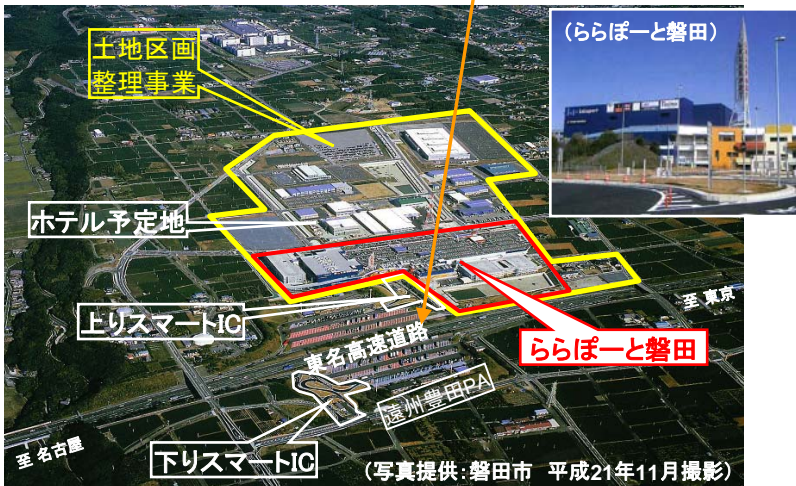 土地区画
整理事業
(ららぽーと磐田)
ホテル予定地
上りスマートIC
至 東京
東名高速道路
ららぽーと磐田
遠州豊田PA
至 名古屋
下りスマートIC
(写真提供:磐田市 平成21年11月撮影)